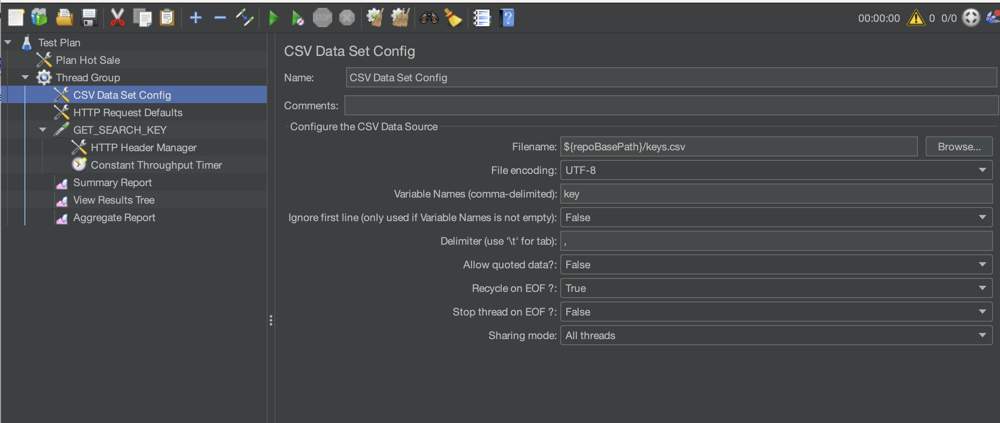 STOP
00:00:00
0
0/0
Test Plan
Plan Hot Sale
Thread Group
CSV Data Set Config
HTTP Request Defaults
GET_SEARCH_KEY
HTTP Header Manager
Constant Throughput Timer
Summary Report
View Results Tree
Aggregate Report
CSV Data Set Config
Name: CSV Data Set Config
Comments:
Configure the CSV Data Source
Filename: ${repoBasePath}/keys.csv Browse...
File encoding: UTF-8
Variable Names (comma-delimited): key
Ignore first line (only used if Variable Names is not empty): False
Delimiter (use '\t' for tab): ,
Allow quoted data?: False
Recycle on EOF ?: True
Stop thread on EOF ?: False
Sharing mode: All threads